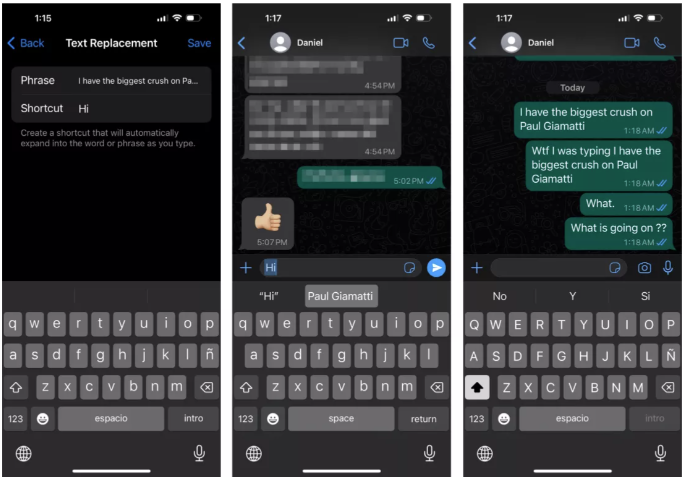 1:15
Back Text Replacement Save
Phrase I have the biggest crush on Pa...
Shortcut Hi
Create a shortcut that will automatically
expand into the word or phrase as you type.
q w e r t y u i o p
a s d f g h j k l ñ
z x c v b n m
123 espacio intro
1:17
Daniel
4:54 PM
4:54 PM
5:02 PM
5:07 PM
Hi
“Hi” Paul Giamatti
q w e r t y u i o p
a s d f g h j k l
z x c v b n m
123 space return
1:17
Daniel
Today
I have the biggest crush on
Paul Giamatti
1:18 AM
Wtf I was typing I have the
biggest crush on Paul
Giamatti
1:18 AM
What.
1:18 AM
What is going on ??
1:18 AM
No Y Si
Q W E R T Y U I O P
A S D F G H J K L Ñ
Z X C V B N M
123 espacio intro